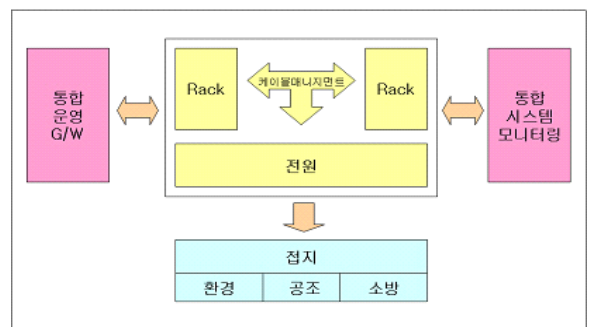 통합
운영
G/W
Rack
케이블매니지먼트
Rack
전원
통합
시스템
모니터링
접지
환경 공조 소방